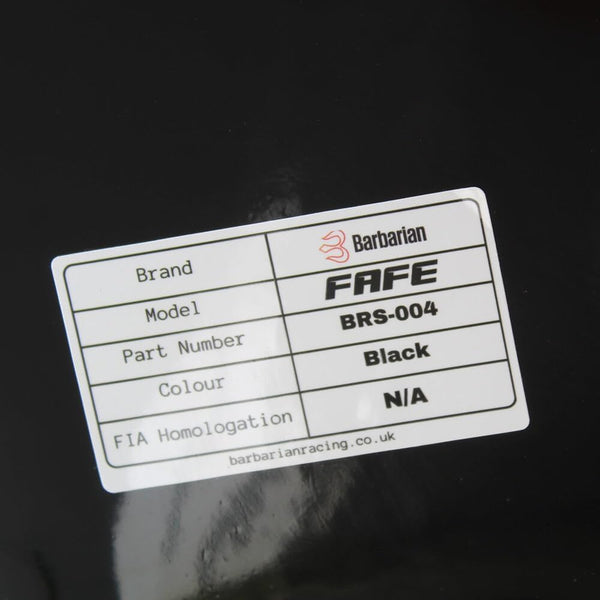 Brand Barbarian
Model FAFE
Part Number BRS-004
Colour Black
FIA Homologation N/A
barbarianracing.co.uk